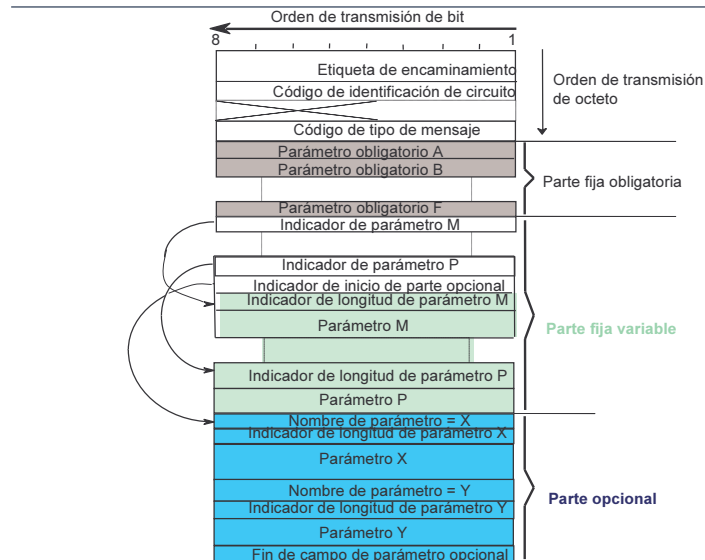 Orden de transmisión de bit
8 1
Etiqueta de encaminamiento
Código de identificación de circuito
Orden de transmisión
de octeto
Código de tipo de mensaje
Parámetro obligatorio A
Parámetro obligatorio B
Parte fija obligatoria
Parámetro obligatorio F
Indicador de parámetro M
Indicador de parámetro P
Indicador de inicio de parte opcional
Indicador de longitud de parámetro M
Parámetro M
Parte fija variable
Indicador de longitud de parámetro P
Parámetro P
Nombre de parámetro = X
Indicador de longitud de parámetro X
Parámetro X
Nombre de parámetro = Y
Parte opcional
Indicador de longitud de parámetro Y
Parámetro Y
Fin de campo de parámetro opcional